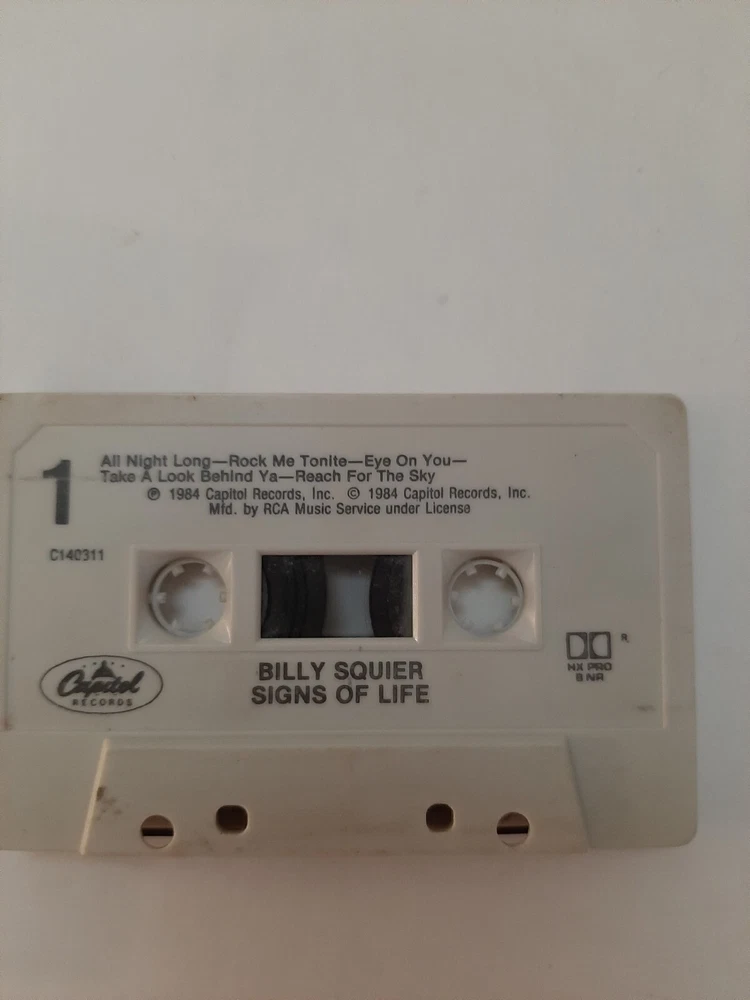 1
All Night Long—Rock Me Tonite—Eye On You—
Take A Look Behind Ya—Reach For The Sky
℗ 1984 Capitol Records, Inc. © 1984 Capitol Records, Inc.
Mfd. by RCA Music Service under License
C140311
Capitol
RECORDS
BILLY SQUIER
SIGNS OF LIFE
R
HX PRO
B NR